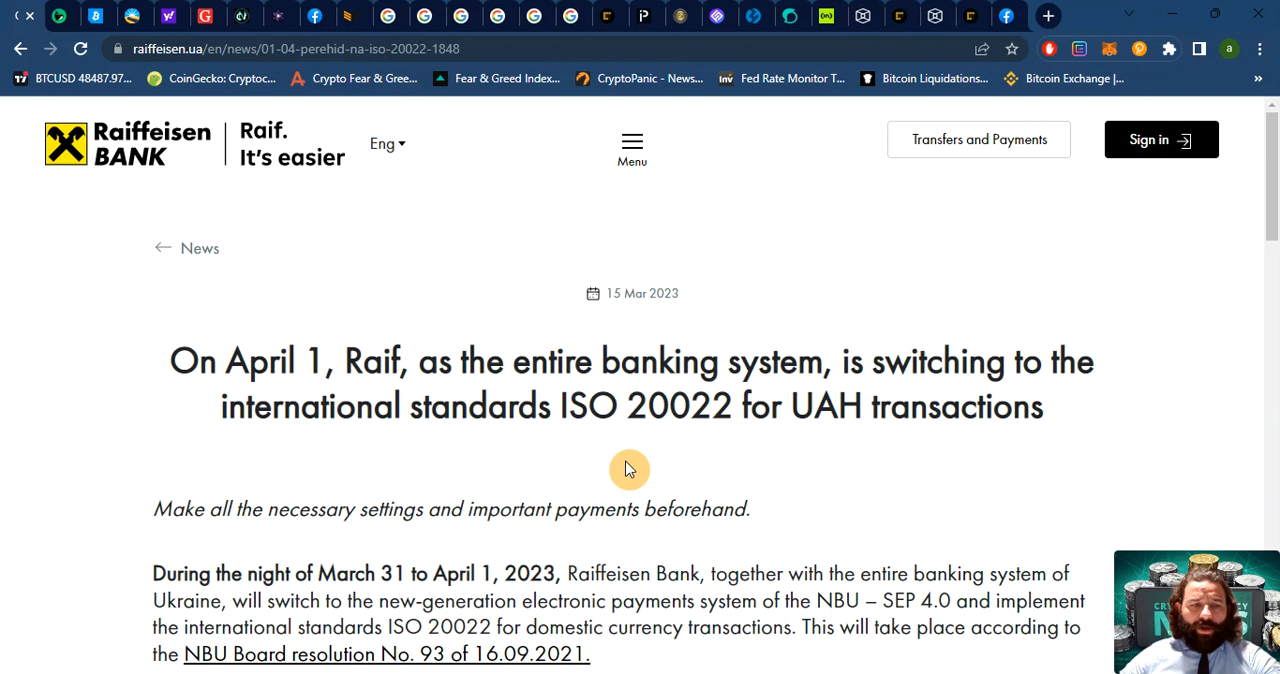 raiffeisen.ua/en/news/01-04-perehid-na-iso-20022-1848
a
BTCUSD 48487.97...
CoinGecko: Cryptoc...
Crypto Fear & Gree...
Fear & Greed Index...
CryptoPanic - News...
Fed Rate Monitor T...
Bitcoin Liquidations...
Bitcoin Exchange |...
»
Raiffeisen BANK
Raif.
It's easier
Eng
Menu
Transfers and Payments
Sign in
← News
15 Mar 2023
On April 1, Raif, as the entire banking system, is switching to the
international standards ISO 20022 for UAH transactions
Make all the necessary settings and important payments beforehand.
During the night of March 31 to April 1, 2023, Raiffeisen Bank, together with the entire banking system of
Ukraine, will switch to the new-generation electronic payments system of the NBU – SEP 4.0 and implement
the international standards ISO 20022 for domestic currency transactions. This will take place according to
the NBU Board resolution No. 93 of 16.09.2021.